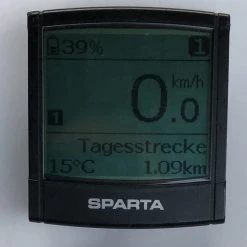 39% 1
0.0 km/h
1
Tagesstrecke
15°C 1.09km
SPARTA